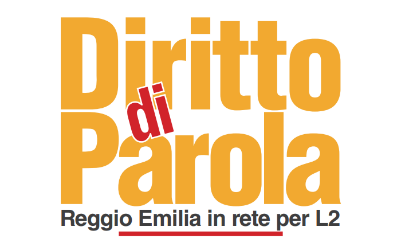 Diritto
di
Parola
Reggio Emilia in rete per L2